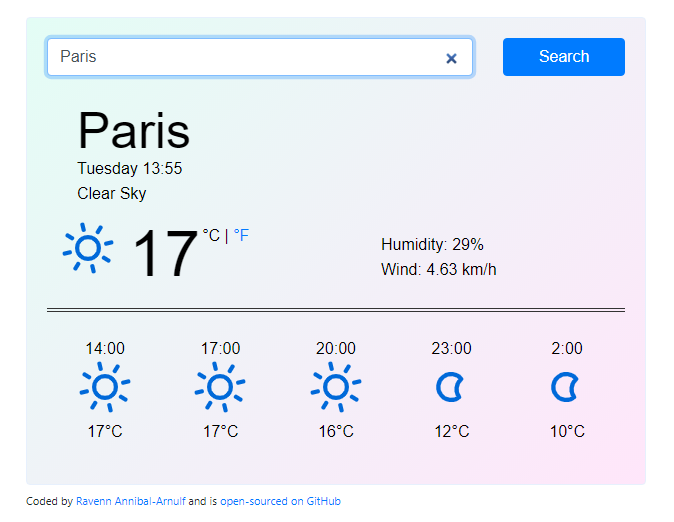 Paris
Search
Paris
Tuesday 13:55
Clear Sky
17 °C | °F
Humidity: 29%
Wind: 4.63 km/h
14:00 17:00 20:00 23:00 2:00
17°C 17°C 16°C 12°C 10°C
Coded by Ravenn Annibal-Arnulf and is open-sourced on GitHub